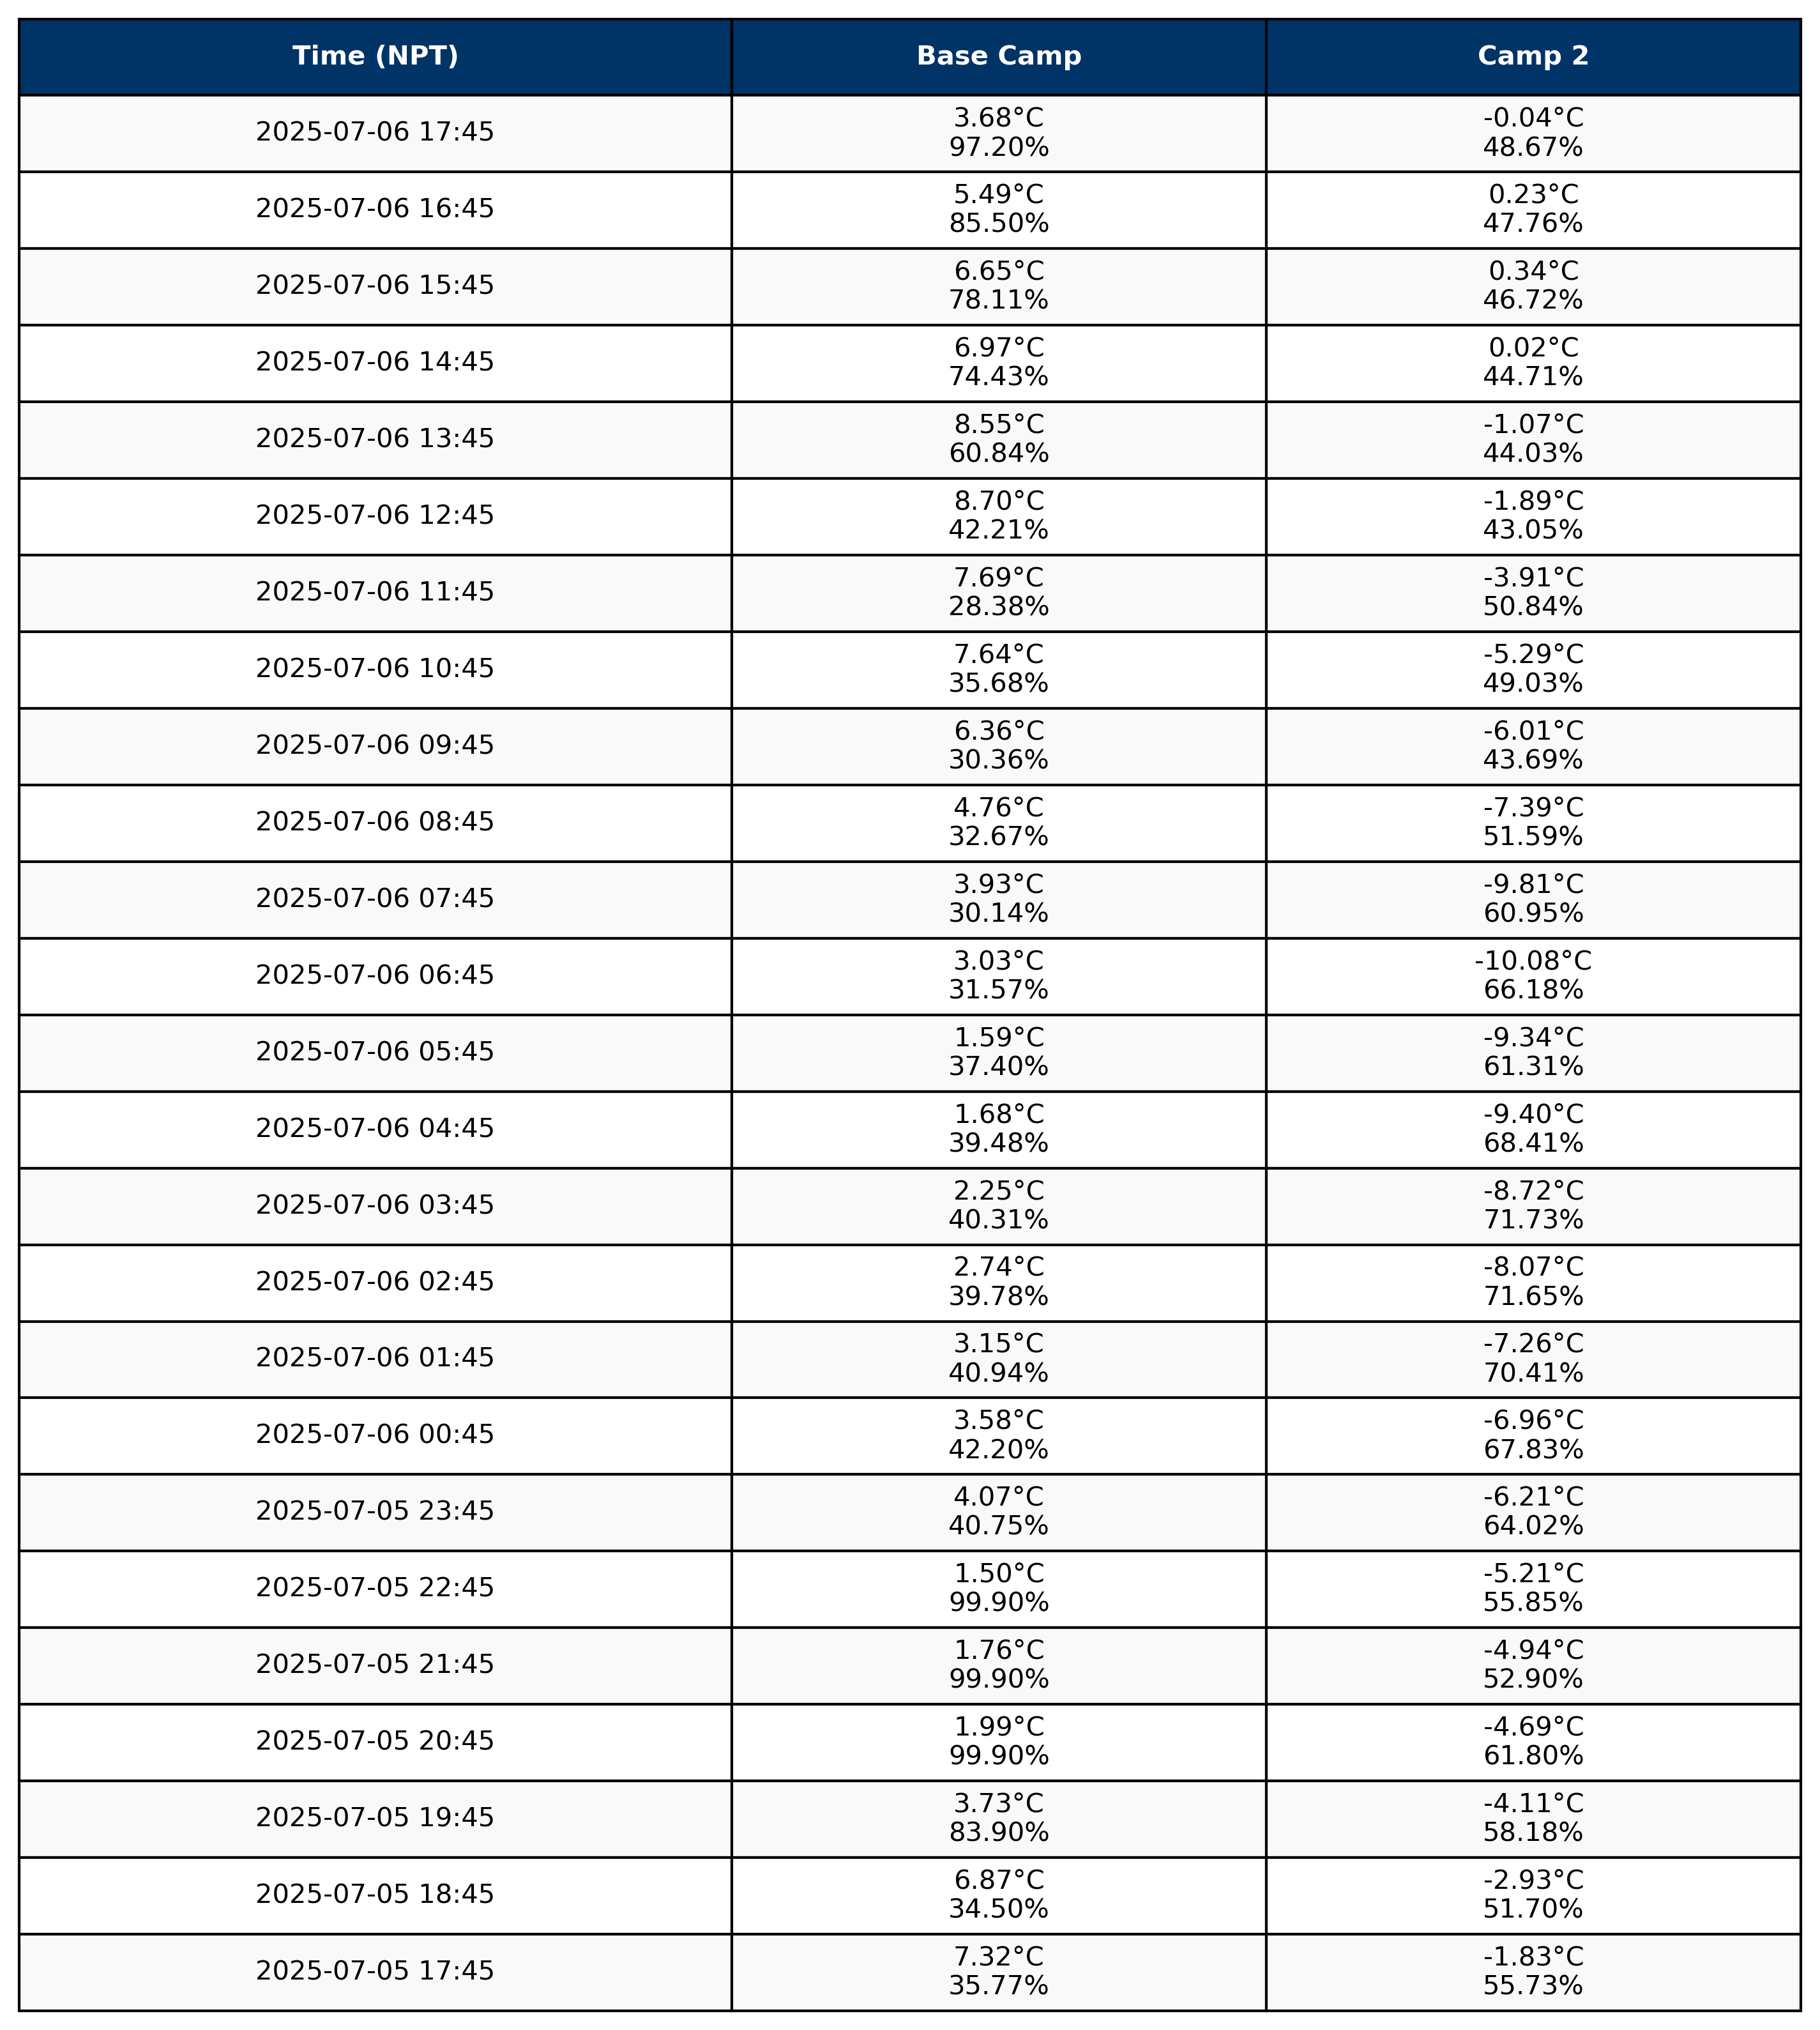 Time (NPT) Base Camp Camp 2
2025-07-06 17:45 3.68°C -0.04°C
97.20% 48.67%
2025-07-06 16:45 5.49°C 0.23°C
85.50% 47.76%
2025-07-06 15:45 6.65°C 0.34°C
78.11% 46.72%
2025-07-06 14:45 6.97°C 0.02°C
74.43% 44.71%
2025-07-06 13:45 8.55°C -1.07°C
60.84% 44.03%
2025-07-06 12:45 8.70°C -1.89°C
42.21% 43.05%
2025-07-06 11:45 7.69°C -3.91°C
28.38% 50.84%
2025-07-06 10:45 7.64°C -5.29°C
35.68% 49.03%
2025-07-06 09:45 6.36°C -6.01°C
30.36% 43.69%
2025-07-06 08:45 4.76°C -7.39°C
32.67% 51.59%
2025-07-06 07:45 3.93°C -9.81°C
30.14% 60.95%
2025-07-06 06:45 3.03°C -10.08°C
31.57% 66.18%
2025-07-06 05:45 1.59°C -9.34°C
37.40% 61.31%
2025-07-06 04:45 1.68°C -9.40°C
39.48% 68.41%
2025-07-06 03:45 2.25°C -8.72°C
40.31% 71.73%
2025-07-06 02:45 2.74°C -8.07°C
39.78% 71.65%
2025-07-06 01:45 3.15°C -7.26°C
40.94% 70.41%
2025-07-06 00:45 3.58°C -6.96°C
42.20% 67.83%
2025-07-05 23:45 4.07°C -6.21°C
40.75% 64.02%
2025-07-05 22:45 1.50°C -5.21°C
99.90% 55.85%
2025-07-05 21:45 1.76°C -4.94°C
99.90% 52.90%
2025-07-05 20:45 1.99°C -4.69°C
99.90% 61.80%
2025-07-05 19:45 3.73°C -4.11°C
83.90% 58.18%
2025-07-05 18:45 6.87°C -2.93°C
34.50% 51.70%
2025-07-05 17:45 7.32°C -1.83°C
35.77% 55.73%